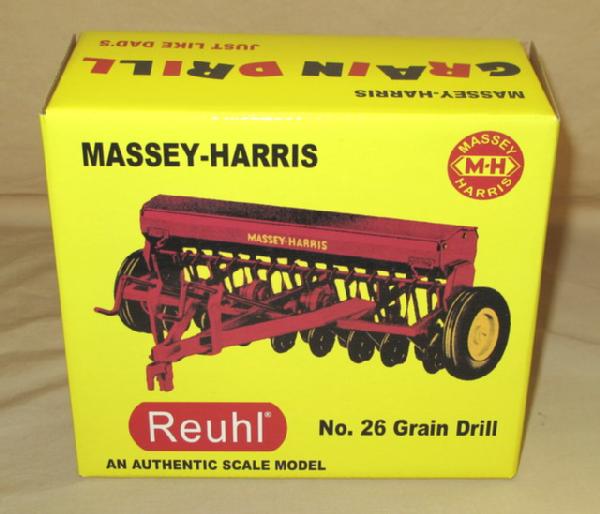 MASSEY-HARRIS
GRAIN DRILL
JUST LIKE DAD'S
MASSEY-HARRIS
MASSEY
M-H
HARRIS
MASSEY-HARRIS
Reuhl®
No. 26 Grain Drill
AN AUTHENTIC SCALE MODEL